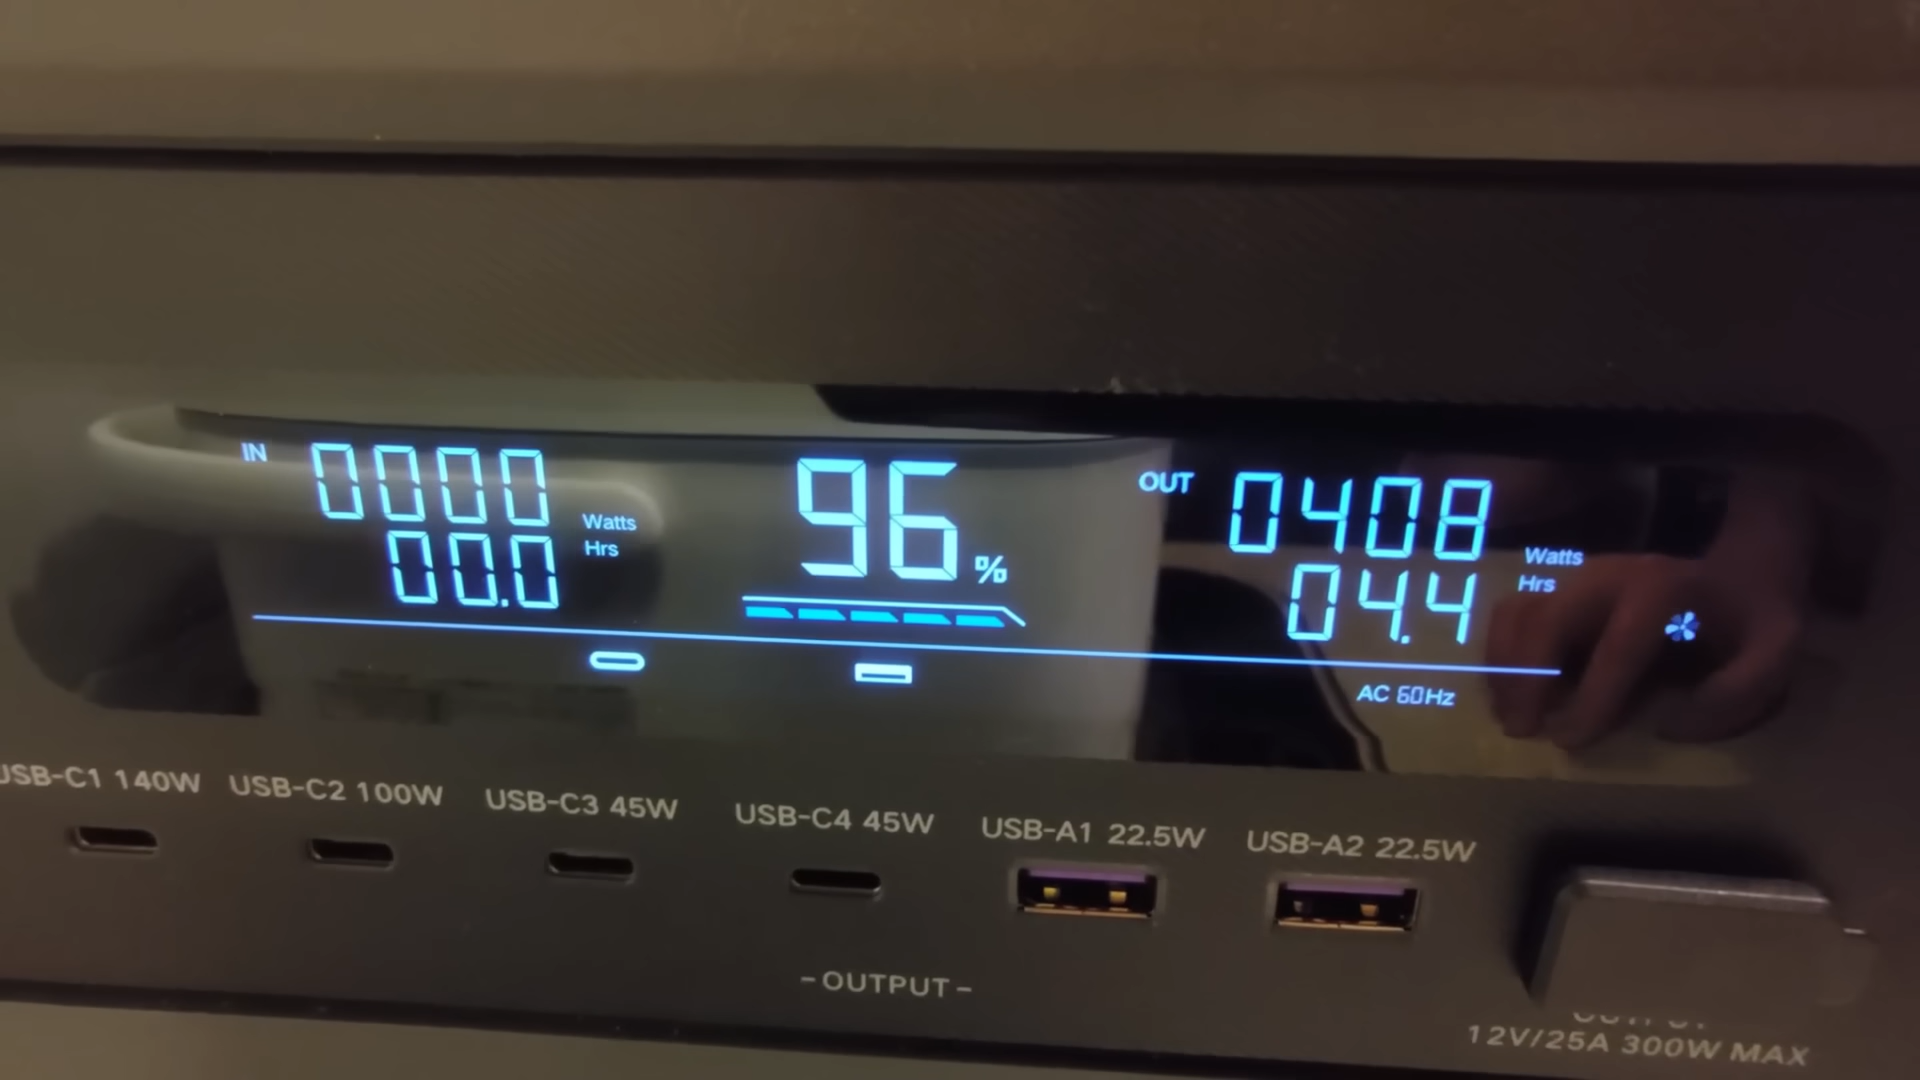 IN 0000 Watts
00.0 Hrs
96 %
OUT 0408 Watts
04.4 Hrs
AC 60Hz
USB-C1 140W
USB-C2 100W
USB-C3 45W
USB-C4 45W
USB-A1 22.5W
USB-A2 22.5W
-OUTPUT-
12V/25A 300W MAX